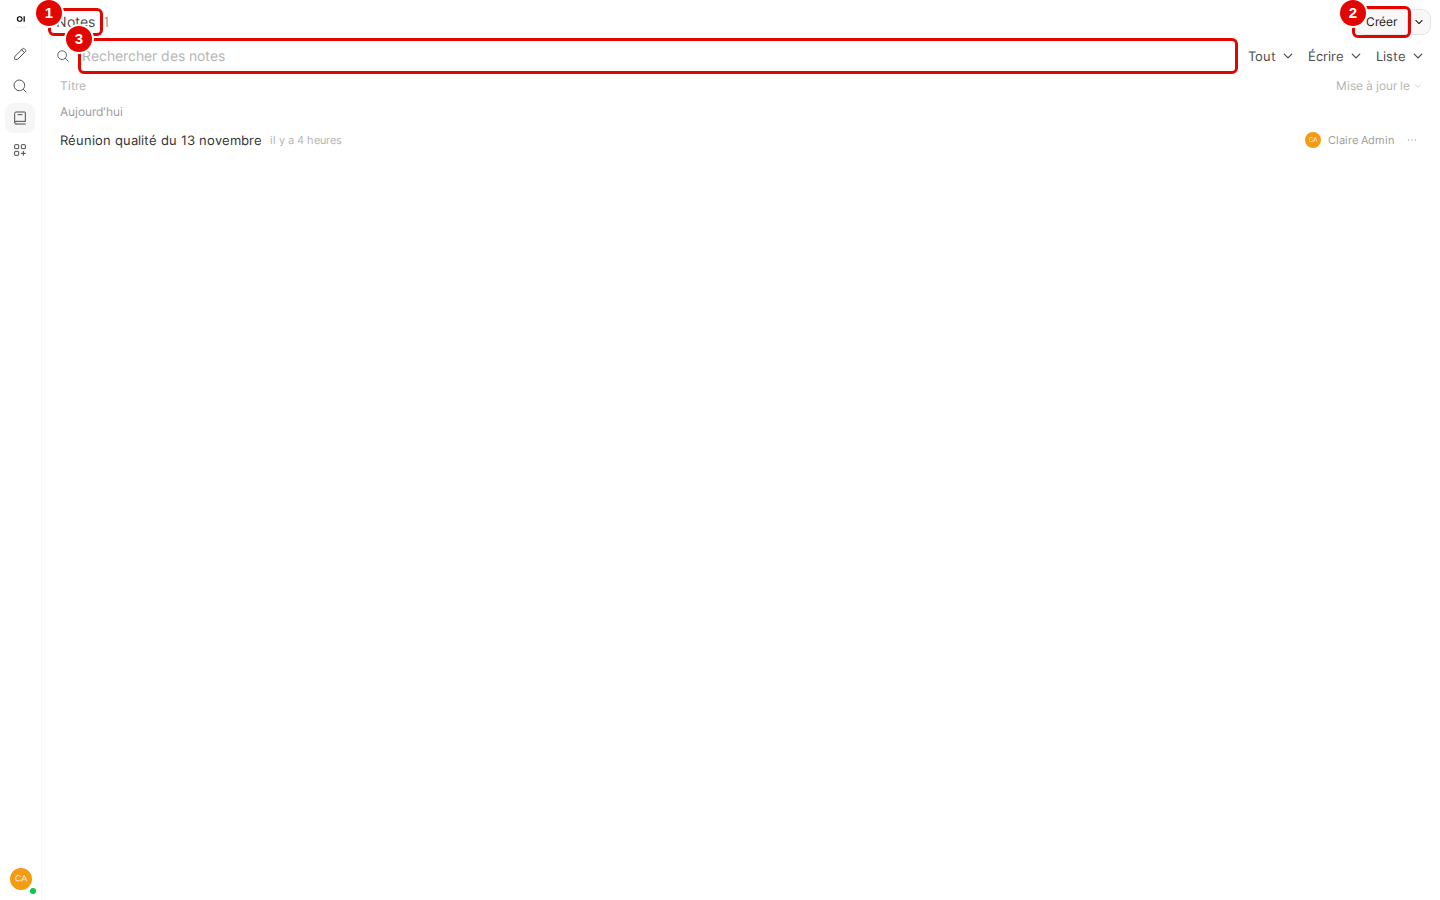 OI
1
Notes 1
2
Créer
3
Rechercher des notes
Tout
Écrire
Liste
Titre
Mise à jour le
Aujourd'hui
Réunion qualité du 13 novembre il y a 4 heures
CA Claire Admin
CA